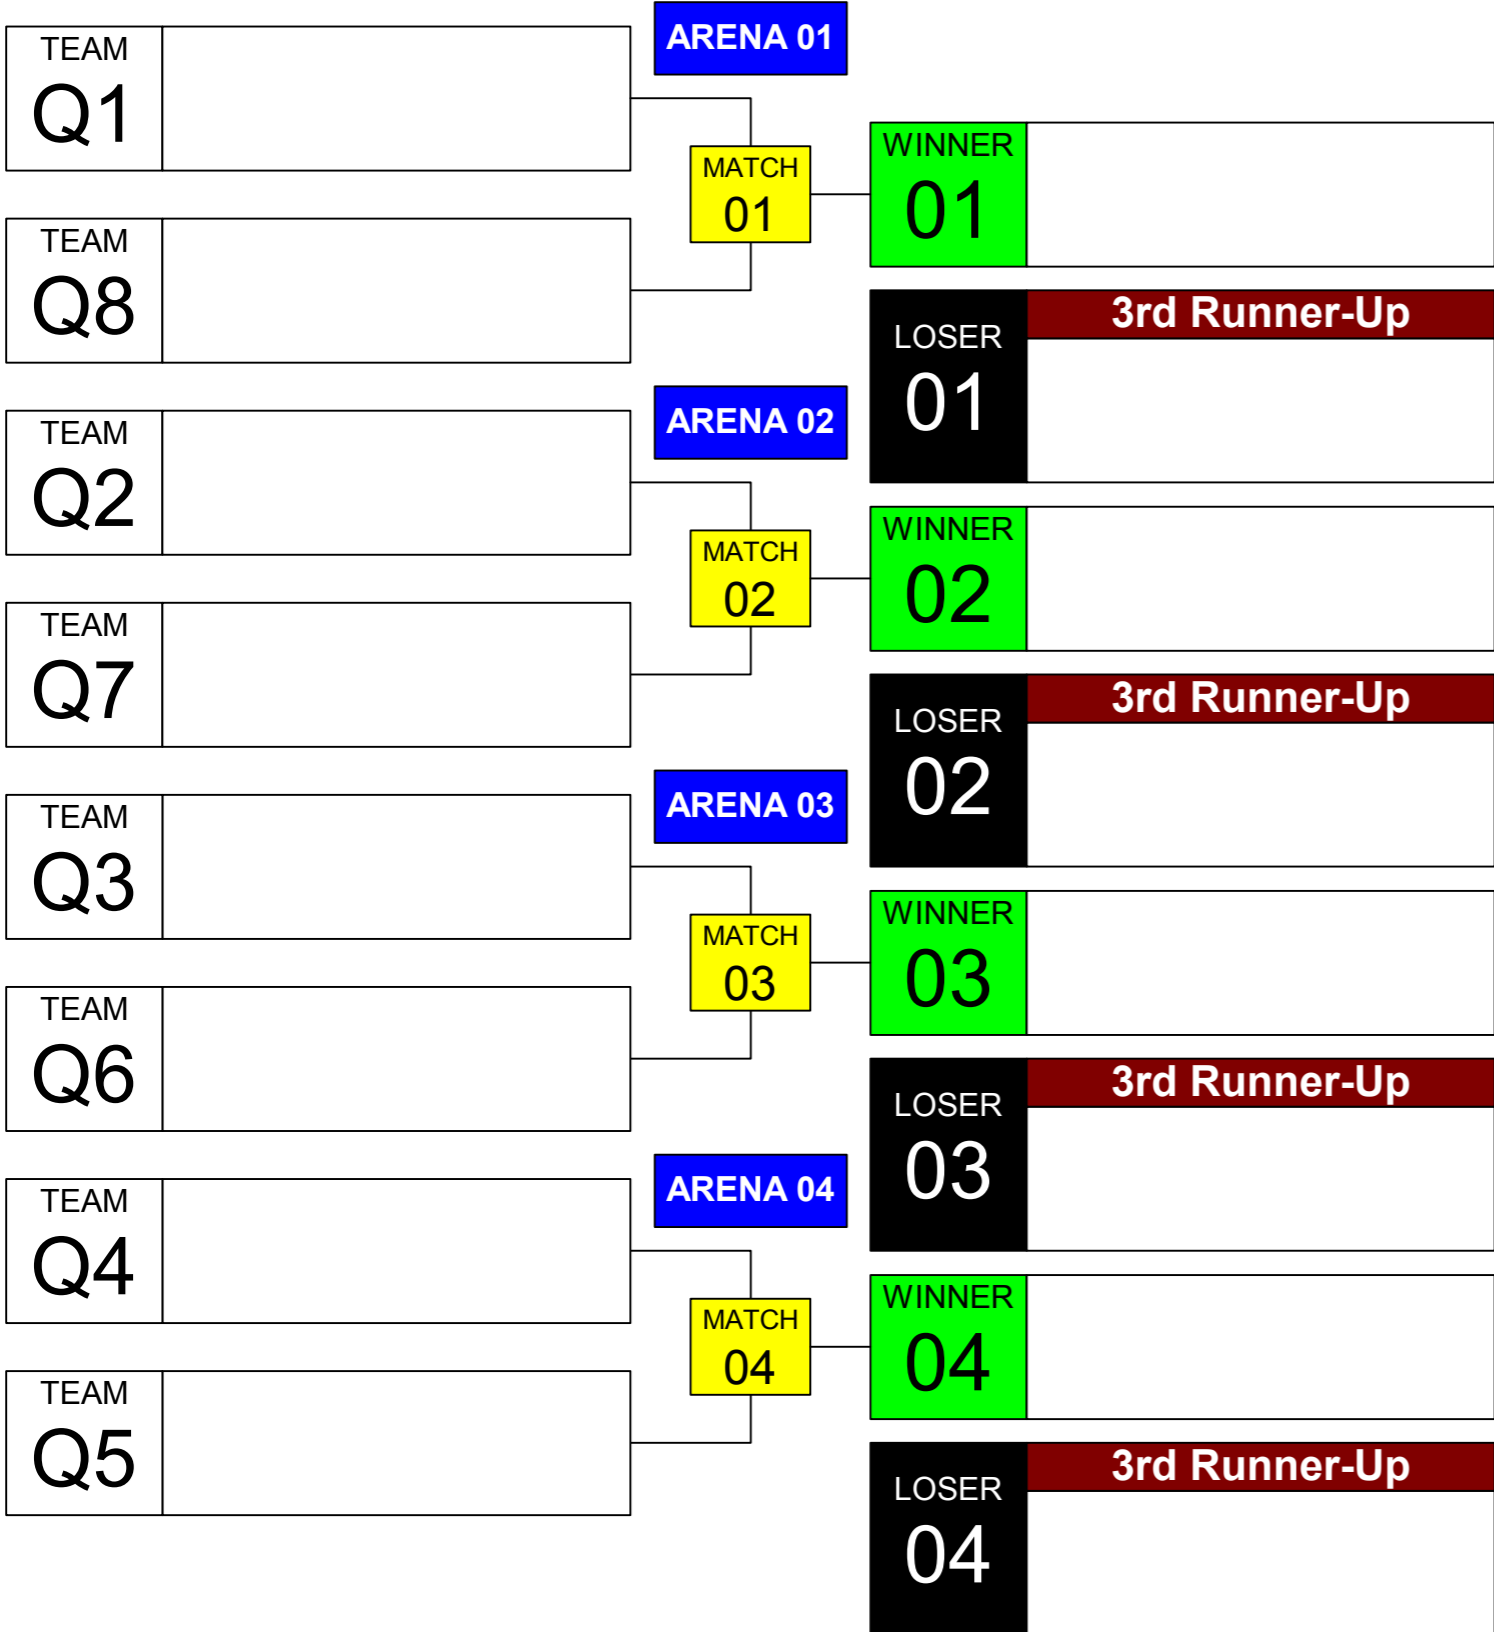 ARENA 01
TEAM
Q1
MATCH
01
WINNER
01
TEAM
Q8
LOSER
01
3rd Runner-Up
ARENA 02
TEAM
Q2
MATCH
02
WINNER
02
TEAM
Q7
LOSER
02
3rd Runner-Up
ARENA 03
TEAM
Q3
MATCH
03
WINNER
03
TEAM
Q6
LOSER
03
3rd Runner-Up
ARENA 04
TEAM
Q4
MATCH
04
WINNER
04
TEAM
Q5
LOSER
04
3rd Runner-Up